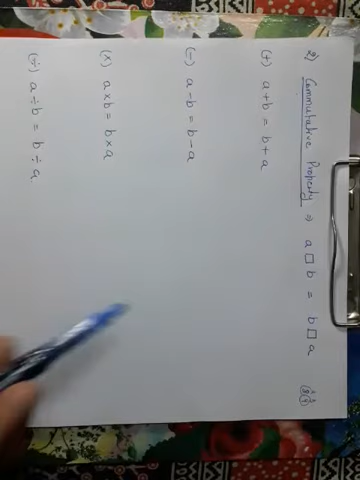 2) Commutative Property ⇒ a □ b = b □ a
(+) a + b = b + a
(−) a − b = b − a
(×) a × b = b × a
(÷) a ÷ b = b ÷ a